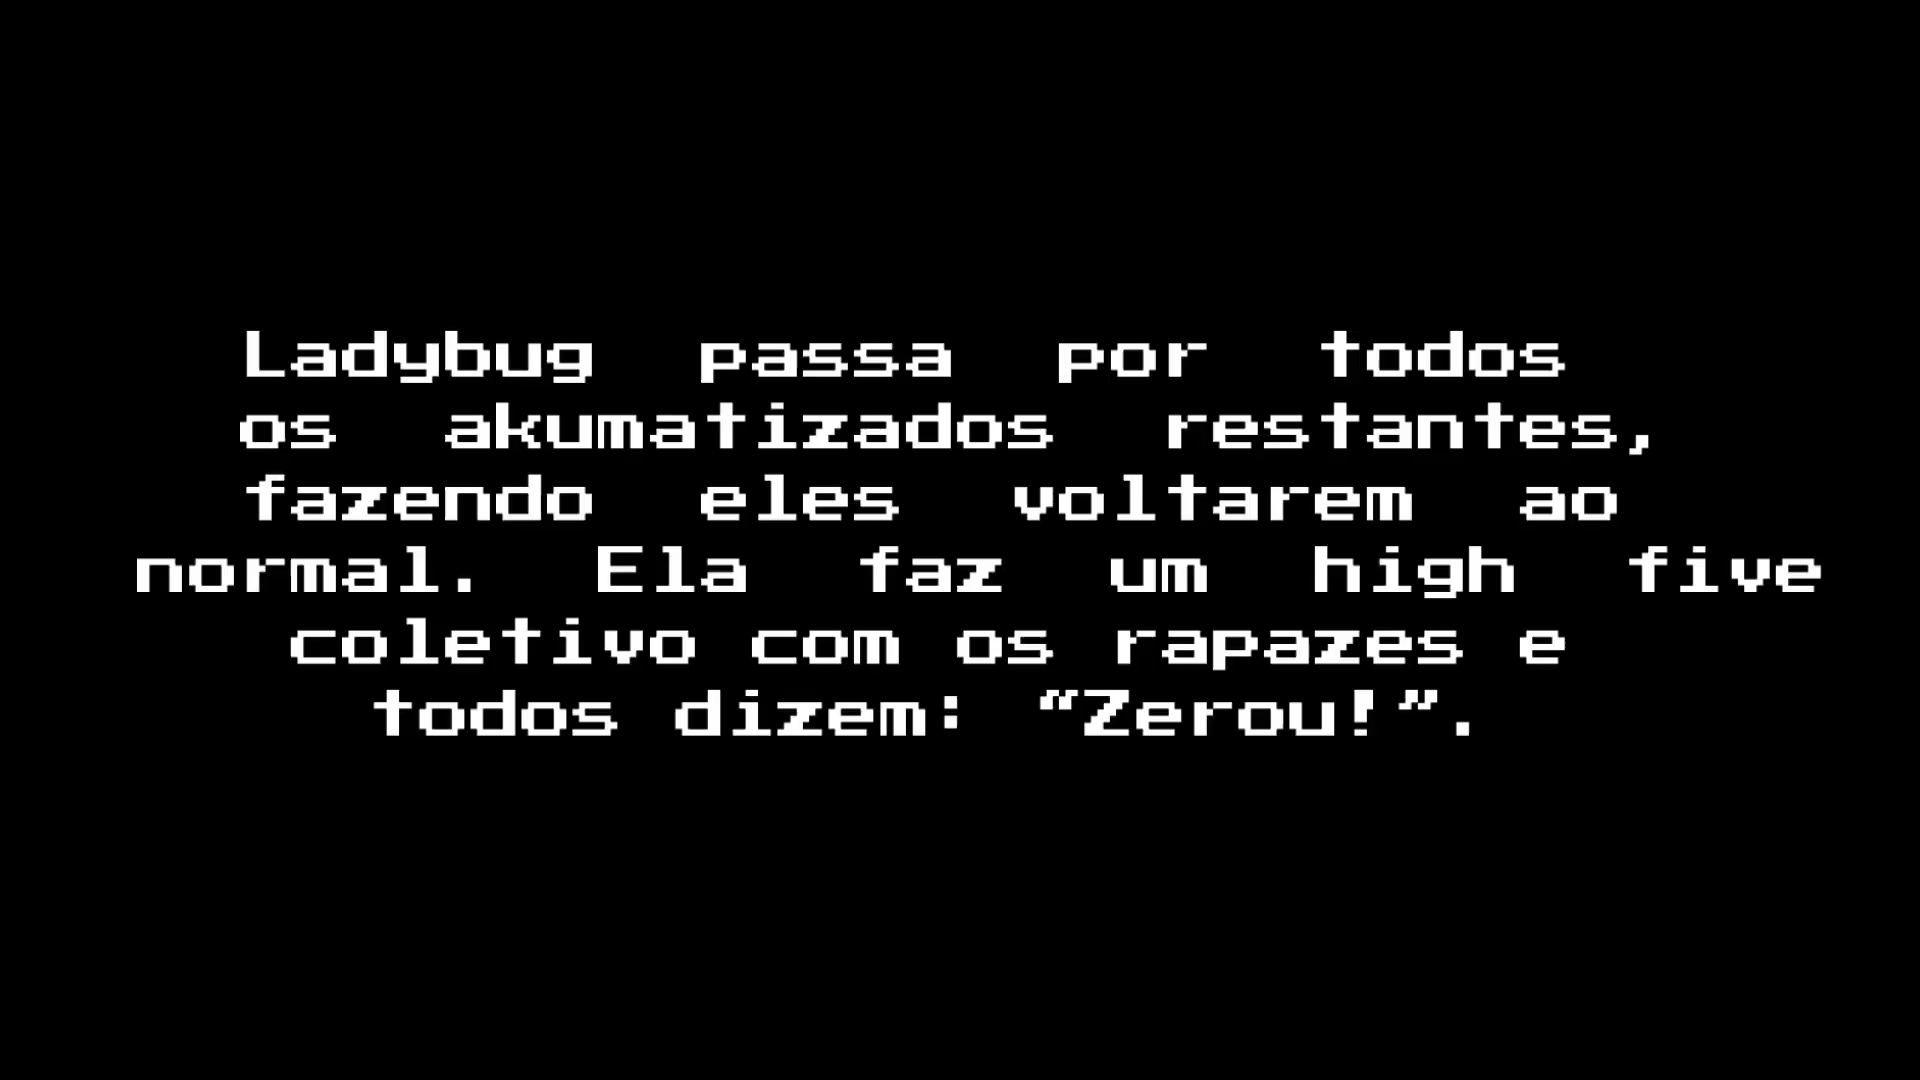 Ladybug passa por todos
os akumatizados restantes,
fazendo eles voltarem ao
normal. Ela faz um high five
coletivo com os rapazes e
todos dizem: “Zerou!”.